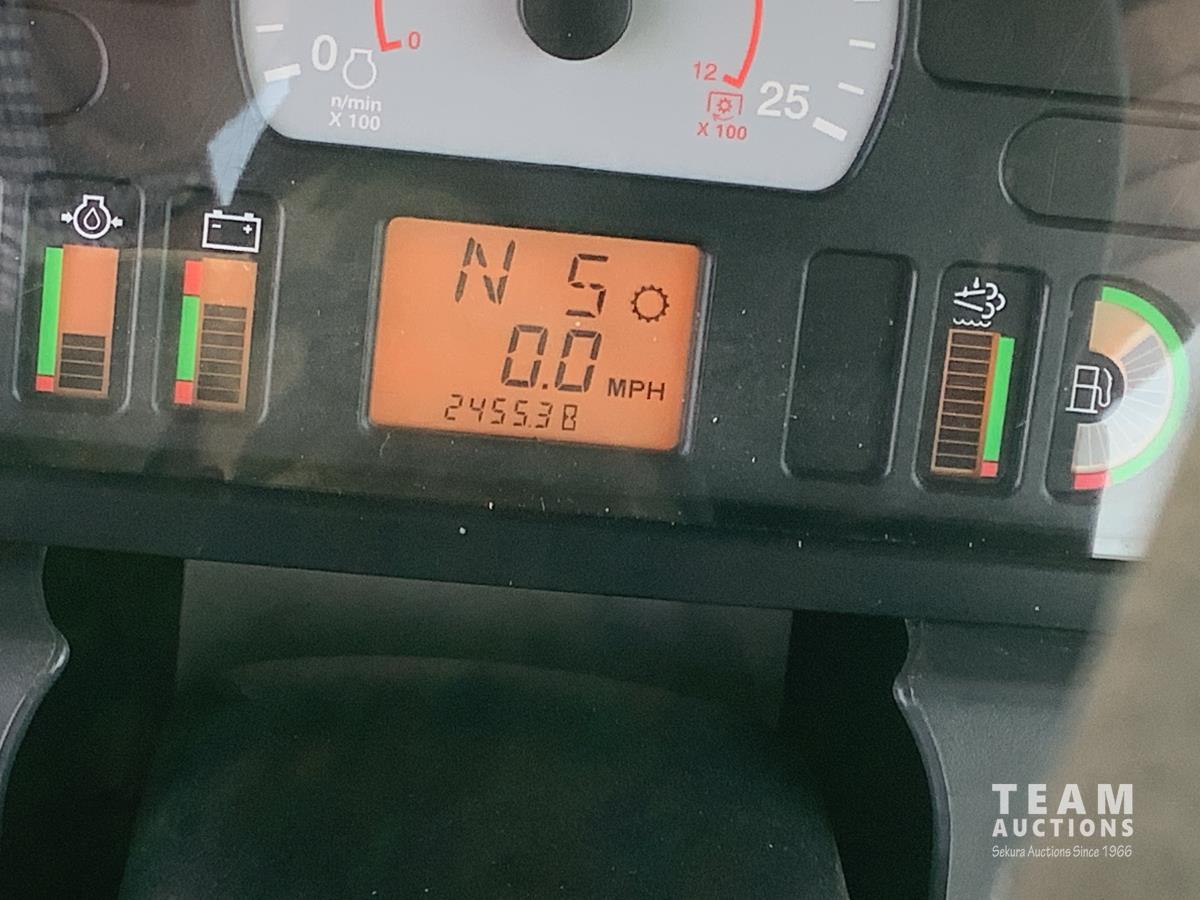 0
0
n/min
X 100
12
25
X 100
N 5
0.0 MPH
2455.38
TEAM
AUCTIONS
Sekura Auctions Since 1966